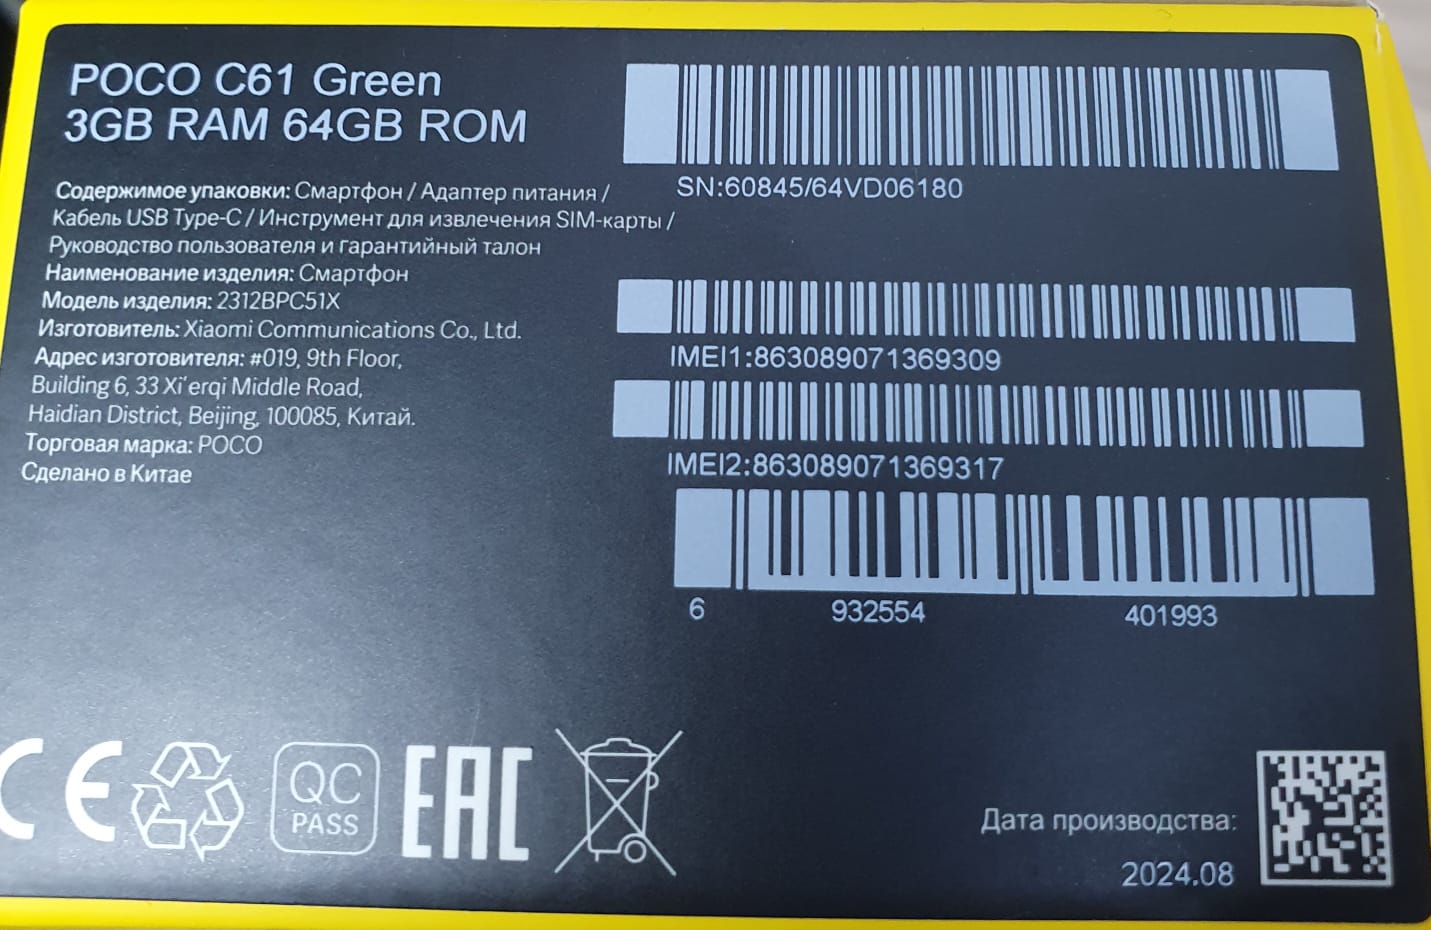 POCO C61 Green
3GB RAM 64GB ROM
Содержимое упаковки: Смартфон / Адаптер питания /
Кабель USB Type-C / Инструмент для извлечения SIM-карты /
Руководство пользователя и гарантийный талон
Наименование изделия: Смартфон
Модель изделия: 2312BPC51X
Изготовитель: Xiaomi Communications Co., Ltd.
Адрес изготовителя: #019, 9th Floor,
Building 6, 33 Xi'erqi Middle Road,
Haidian District, Beijing, 100085, Китай.
Торговая марка: POCO
Сделано в Китае
SN:60845/64VD06180
IMEI1:863089071369309
IMEI2:863089071369317
6 932554 401993
CE
QC
PASS
EAC
Дата производства:
2024.08